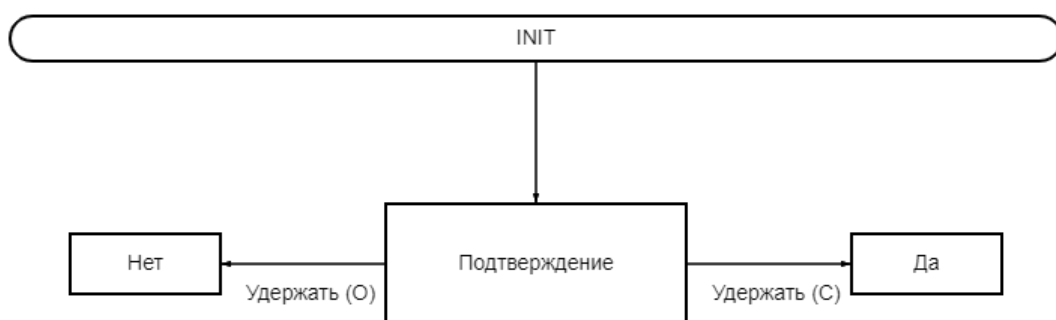 INIT
Нет
Подтверждение
Да
Удержать (O)
Удержать (C)